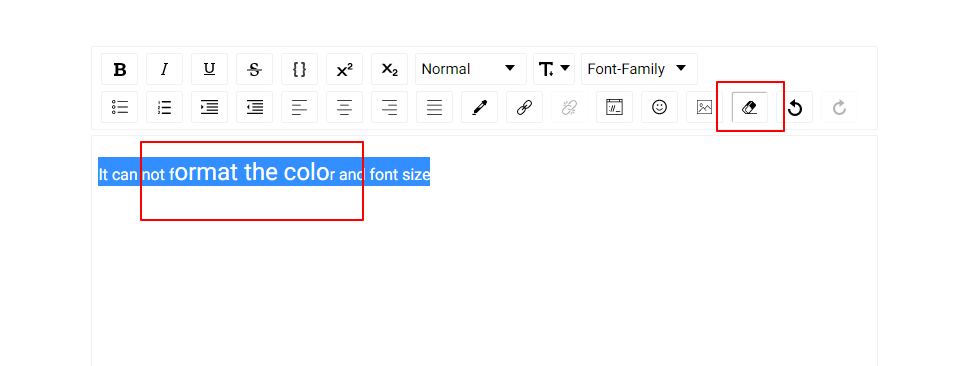 B I U S {} x² x₂ Normal T Font-Family
It can not format the color and font size